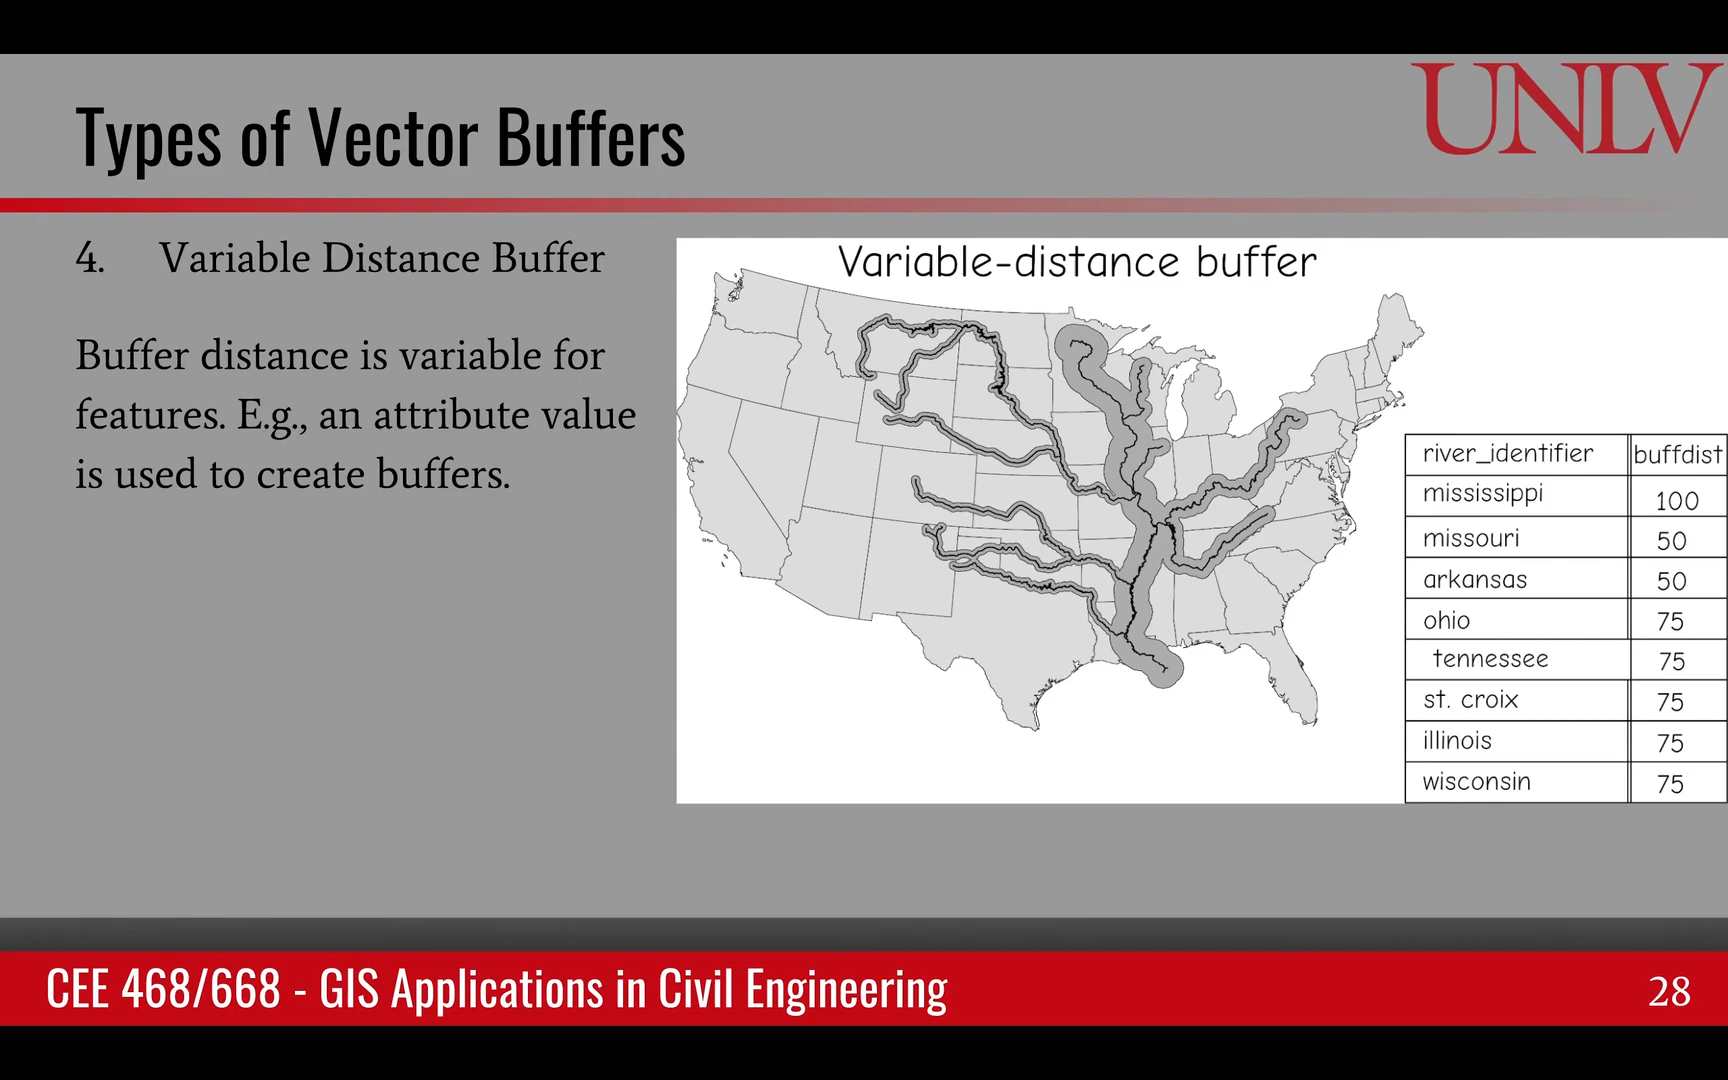 Types of Vector Buffers
UNLV
4. Variable Distance Buffer
Buffer distance is variable for
features. E.g., an attribute value
is used to create buffers.
Variable-distance buffer
river_identifier buffdist
mississippi 100
missouri 50
arkansas 50
ohio 75
tennessee 75
st. croix 75
illinois 75
wisconsin 75
CEE 468/668 - GIS Applications in Civil Engineering
28